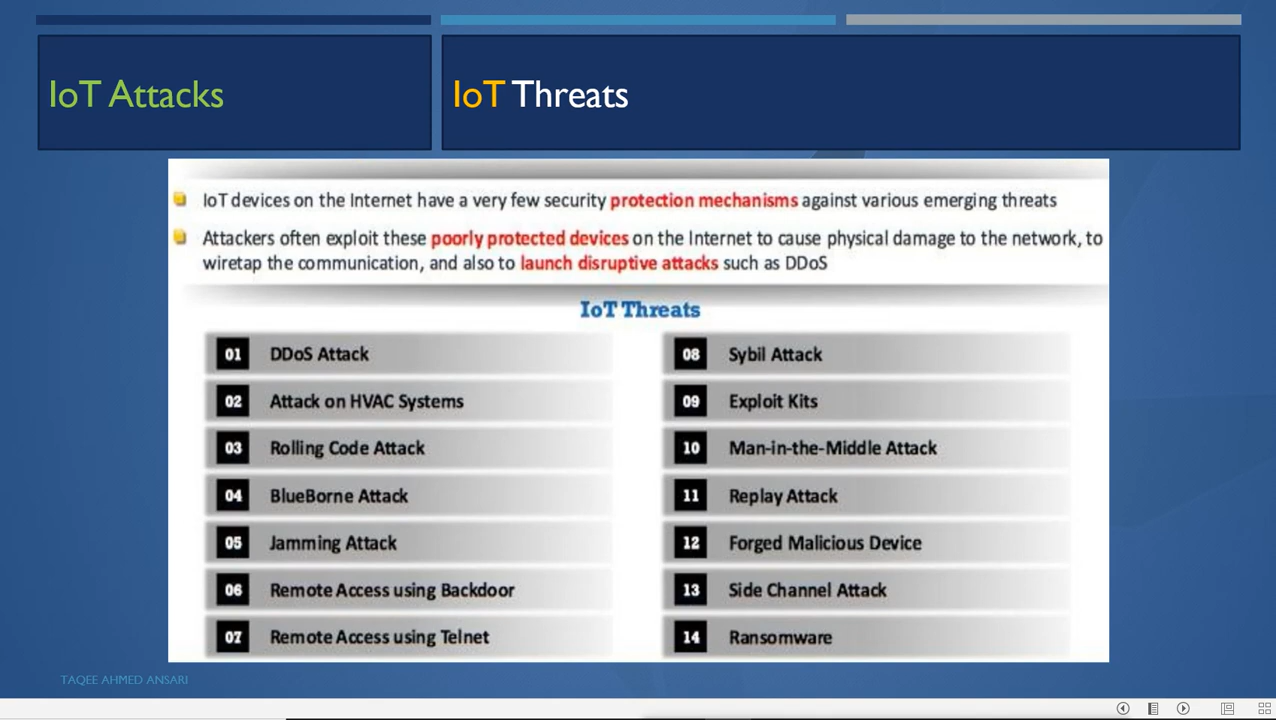 IoT Attacks
IoT Threats
IoT devices on the Internet have a very few security protection mechanisms against various emerging threats
Attackers often exploit these poorly protected devices on the Internet to cause physical damage to the network, to
wiretap the communication, and also to launch disruptive attacks such as DDoS
IoT Threats
01 DDoS Attack
02 Attack on HVAC Systems
03 Rolling Code Attack
04 BlueBorne Attack
05 Jamming Attack
06 Remote Access using Backdoor
07 Remote Access using Telnet
08 Sybil Attack
09 Exploit Kits
10 Man-in-the-Middle Attack
11 Replay Attack
12 Forged Malicious Device
13 Side Channel Attack
14 Ransomware
TAQEE AHMED ANSARI